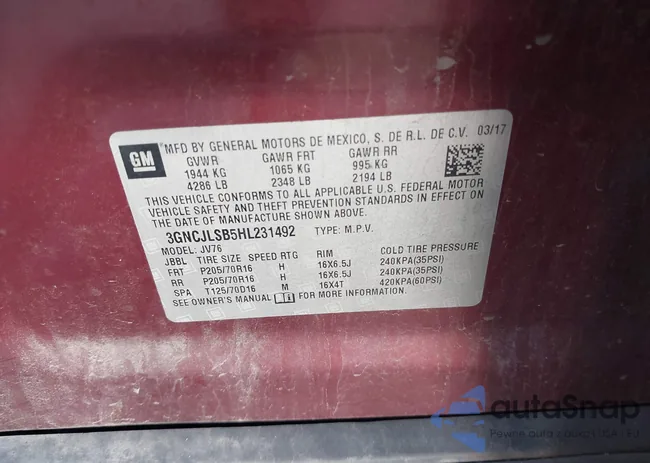 GM MFD BY GENERAL MOTORS DE MEXICO, S. DE R.L. DE C.V. 03/17
GVWR GAWR FRT GAWR RR
1944 KG 1065 KG 995 KG
4286 LB 2348 LB 2194 LB
THIS VEHICLE CONFORMS TO ALL APPLICABLE U.S. FEDERAL MOTOR
VEHICLE SAFETY AND THEFT PREVENTION STANDARDS IN EFFECT ON
THE DATE OF MANUFACTURE SHOWN ABOVE.
3GNCJLSB5HL231492 TYPE: M.P.V.
MODEL: JV76
JBBL TIRE SIZE SPEED RTG RIM COLD TIRE PRESSURE
FRT P205/70R16 H 16X6.5J 240KPA(35PSI)
RR P205/70R16 H 16X6.5J 240KPA(35PSI)
SPA T125/70D16 M 16X4T 420KPA(60PSI)
SEE OWNER'S MANUAL FOR MORE INFORMATION.
autoSnap